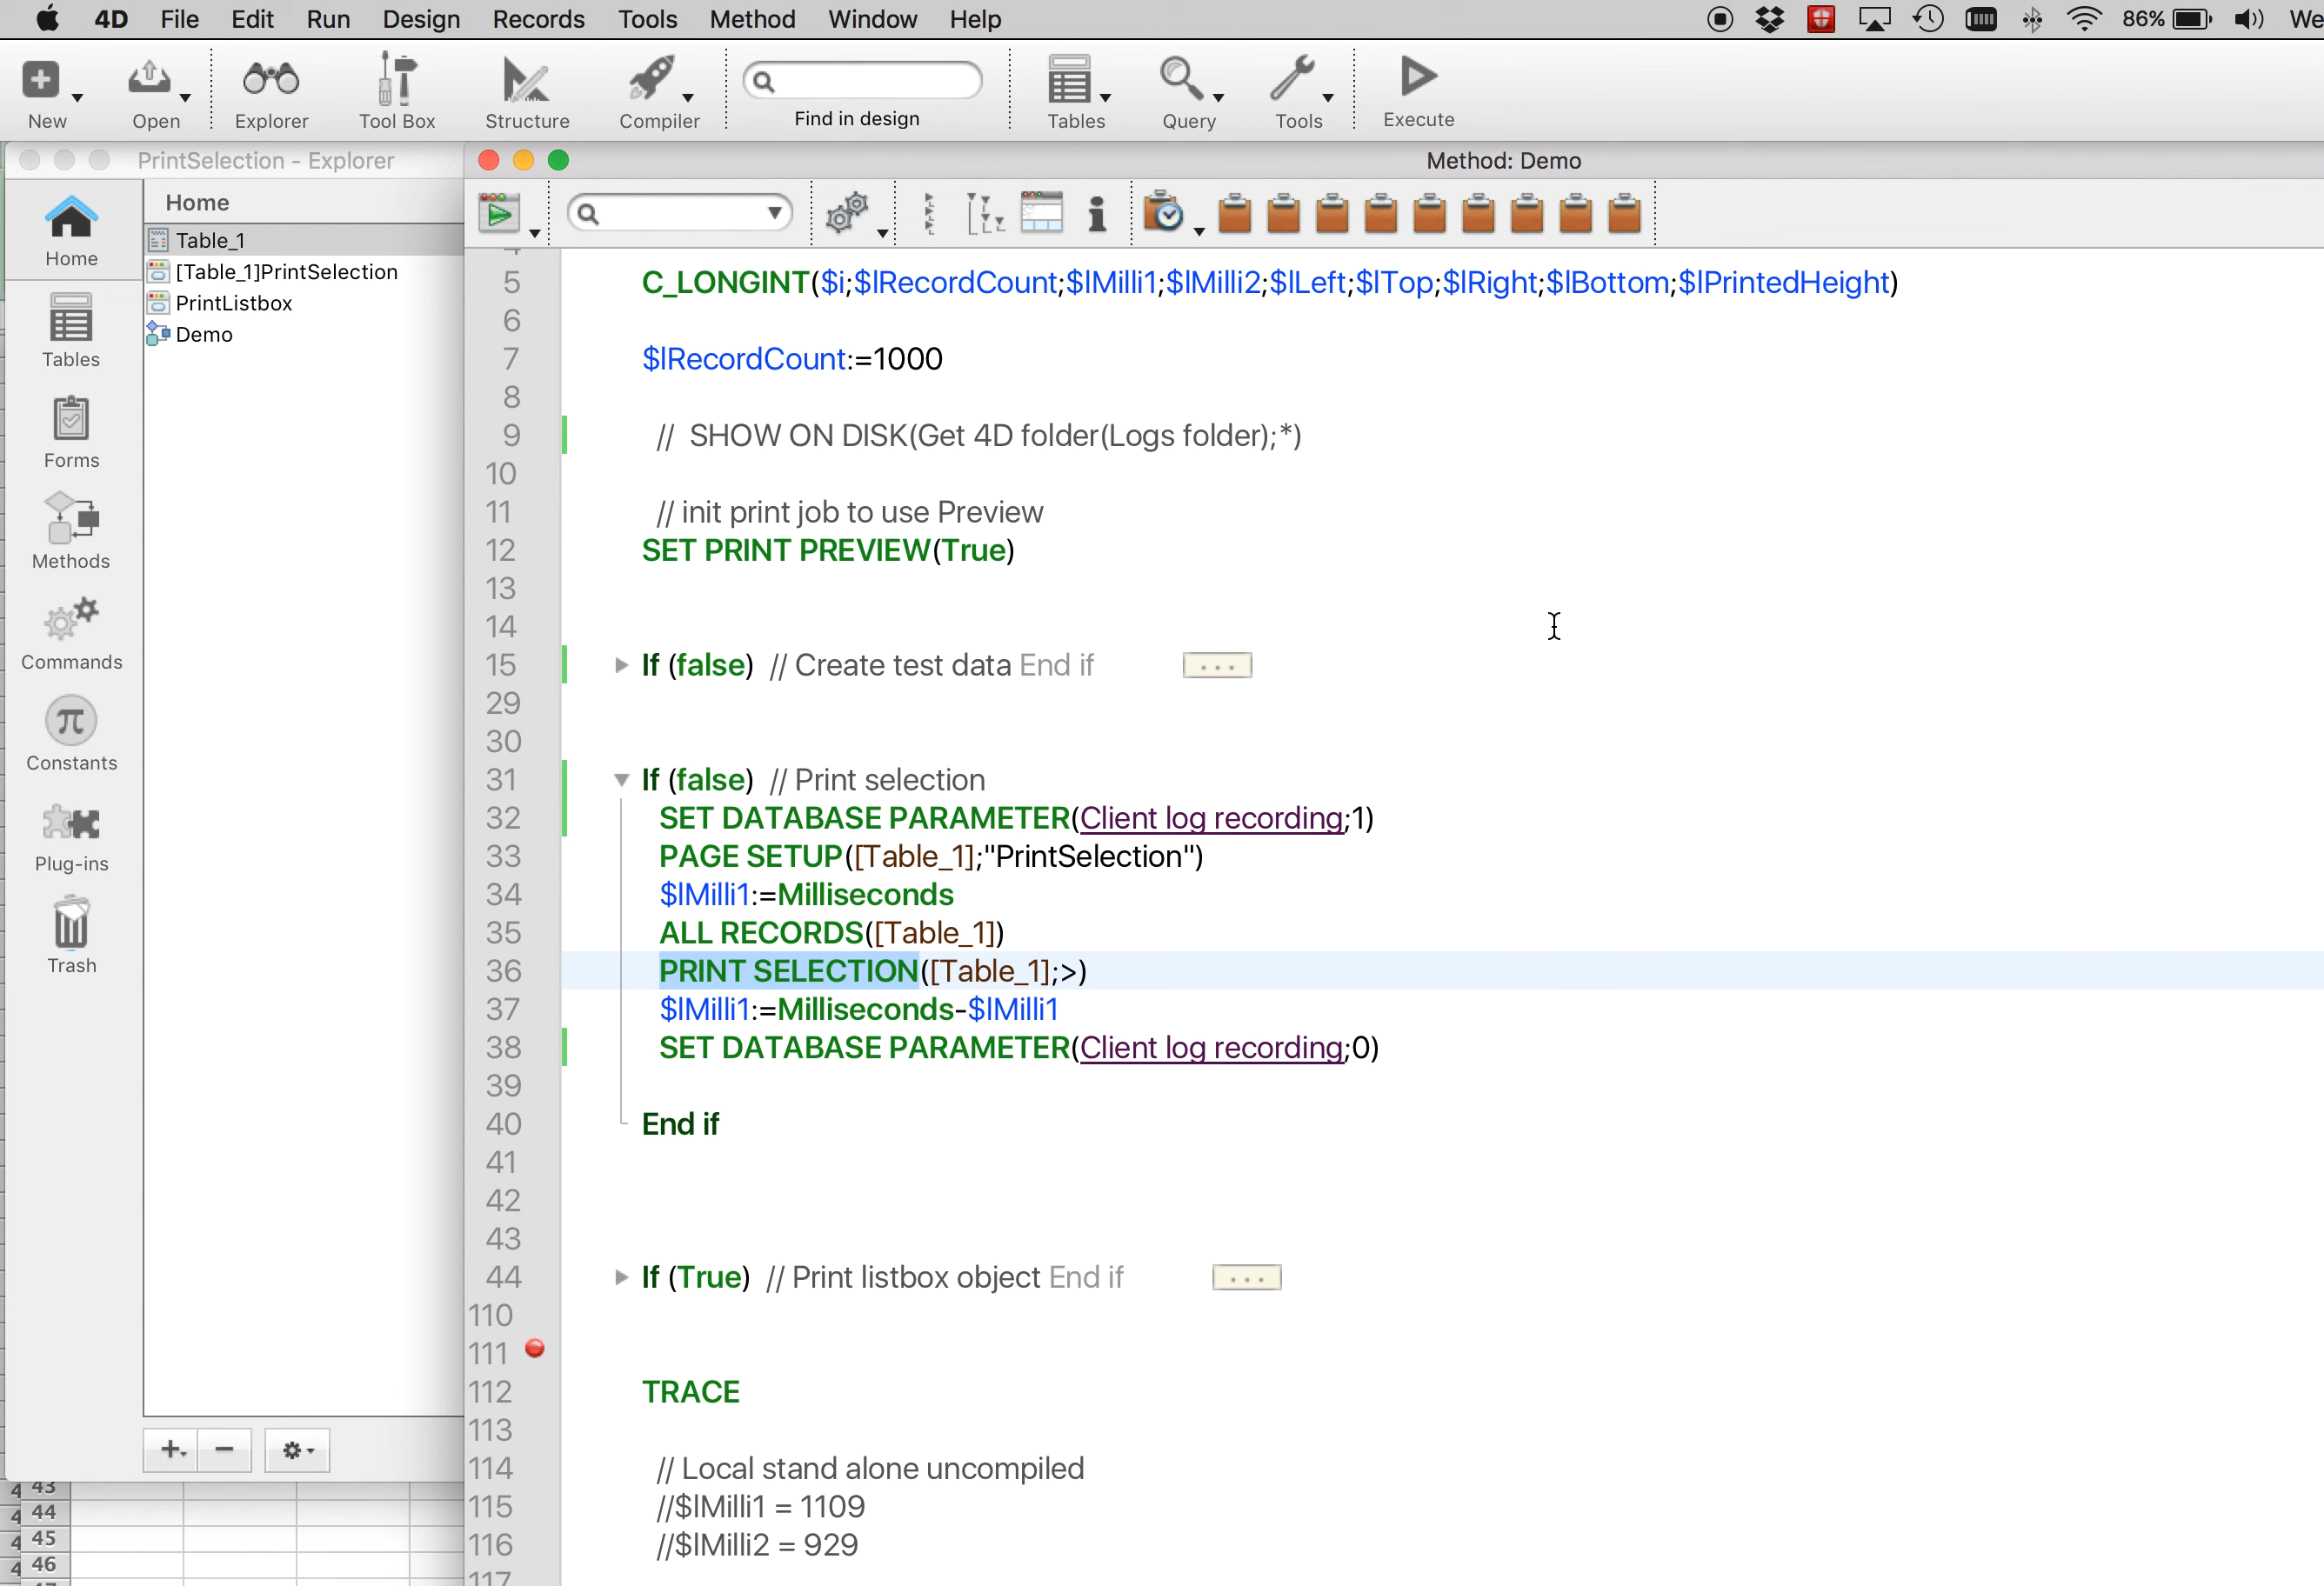 4D File Edit Run Design Records Tools Method Window Help 86% We
New Open Explorer Tool Box Structure Compiler Find in design Tables Query Tools Execute
PrintSelection - Explorer
Method: Demo
Home
Home
Tables
Forms
Methods
Commands
Constants
Plug-ins
Trash
Table_1
[Table_1]PrintSelection
PrintListbox
Demo
5 C_LONGINT($i;$lRecordCount;$lMilli1;$lMilli2;$lLeft;$lTop;$lRight;$lBottom;$lPrintedHeight)
6
7 $lRecordCount:=1000
8
9 // SHOW ON DISK(Get 4D folder(Logs folder);*)
10
11 // init print job to use Preview
12 SET PRINT PREVIEW(True)
13
14
15 If (false) // Create test data End if ...
29
30
31 If (false) // Print selection
32 SET DATABASE PARAMETER(Client log recording;1)
33 PAGE SETUP([Table_1];"PrintSelection")
34 $lMilli1:=Milliseconds
35 ALL RECORDS([Table_1])
36 PRINT SELECTION([Table_1];>)
37 $lMilli1:=Milliseconds-$lMilli1
38 SET DATABASE PARAMETER(Client log recording;0)
39
40 End if
41
42
43
44 If (True) // Print listbox object End if ...
110
111
112 TRACE
113
114 // Local stand alone uncompiled
115 //$lMilli1 = 1109
116 //$lMilli2 = 929
117
43
44
45
46